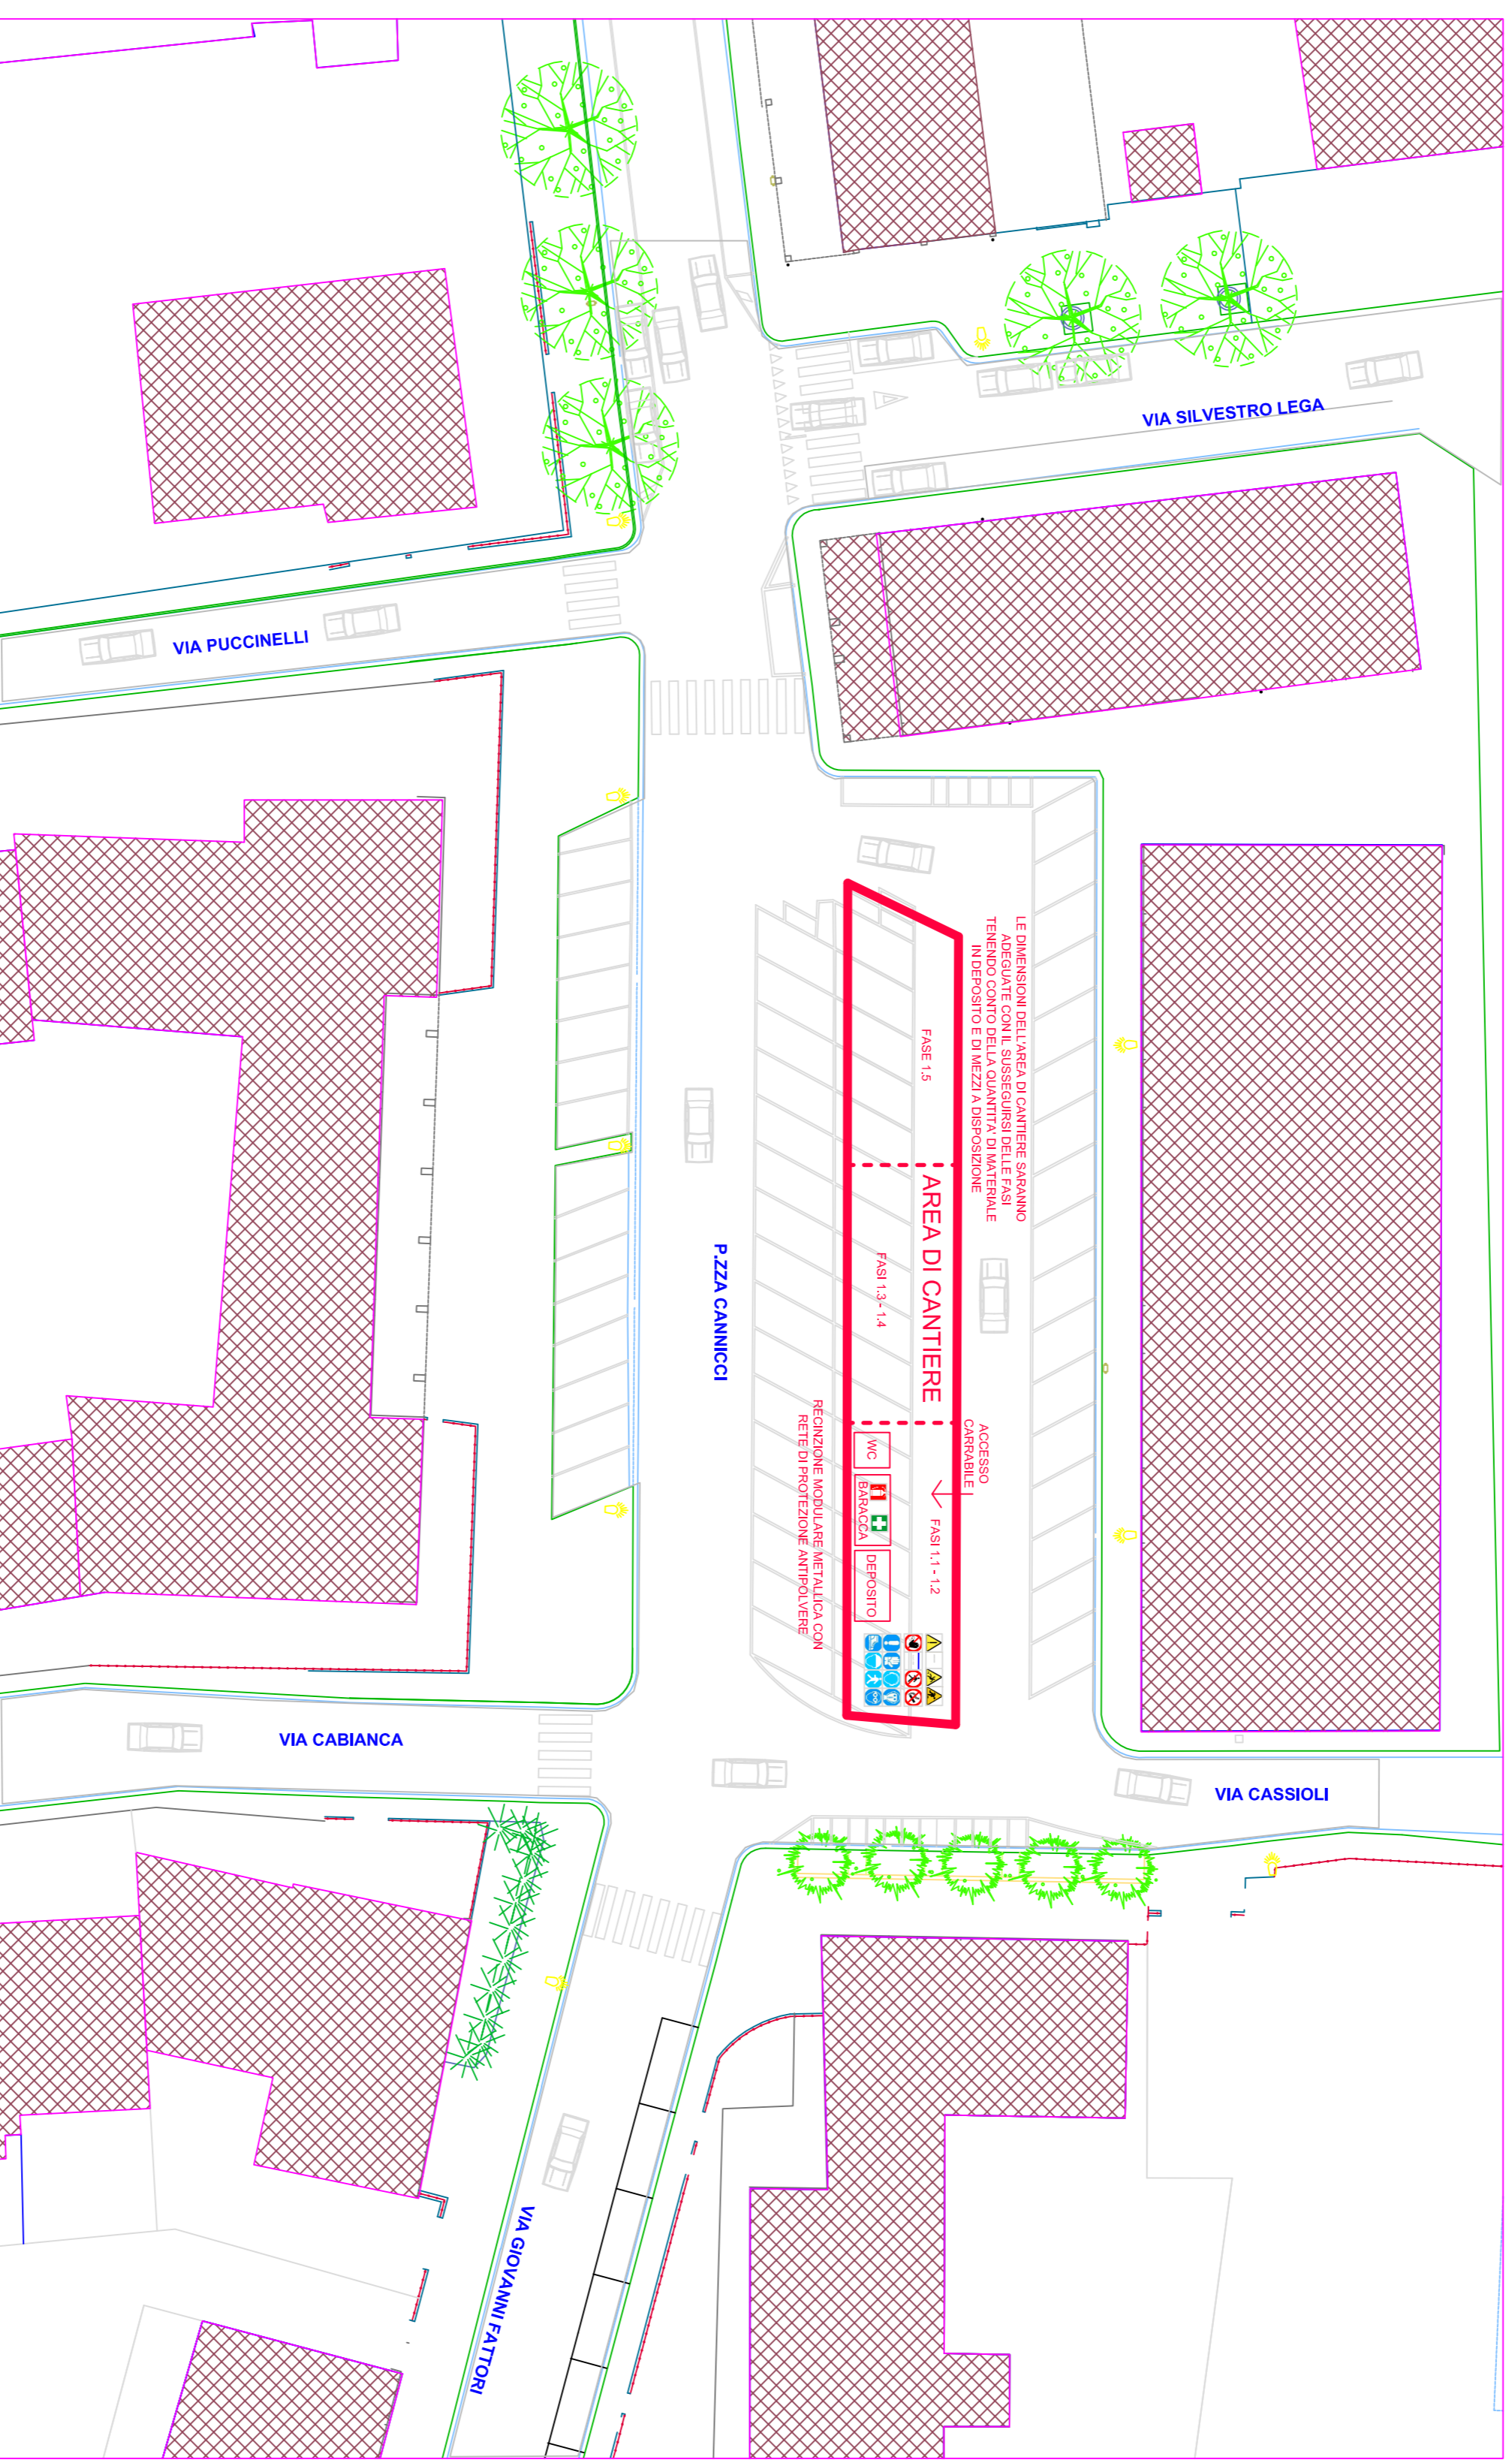 VIA SILVESTRO LEGA
VIA PUCCINELLI
LE DIMENSIONI DELL'AREA DI CANTIERE SARANNO
ADEGUATE CON IL SUSSEGUIRSI DELLE FASI
TENENDO CONTO DELLA QUANTITA' DI MATERIALE
IN DEPOSITO E DI MEZZI A DISPOSIZIONE
FASE 1.5
AREA DI CANTIERE
FASI 1.3 - 1.4
P.ZZA CANNICCI
ACCESSO
CARRABILE
FASI 1.1 - 1.2
WC
BARACCA
DEPOSITO
RECINZIONE MODULARE METALLICA CON
RETE DI PROTEZIONE ANTIPOLVERE
VIA CABIANCA
VIA CASSIOLI
VIA GIOVANNI FATTORI